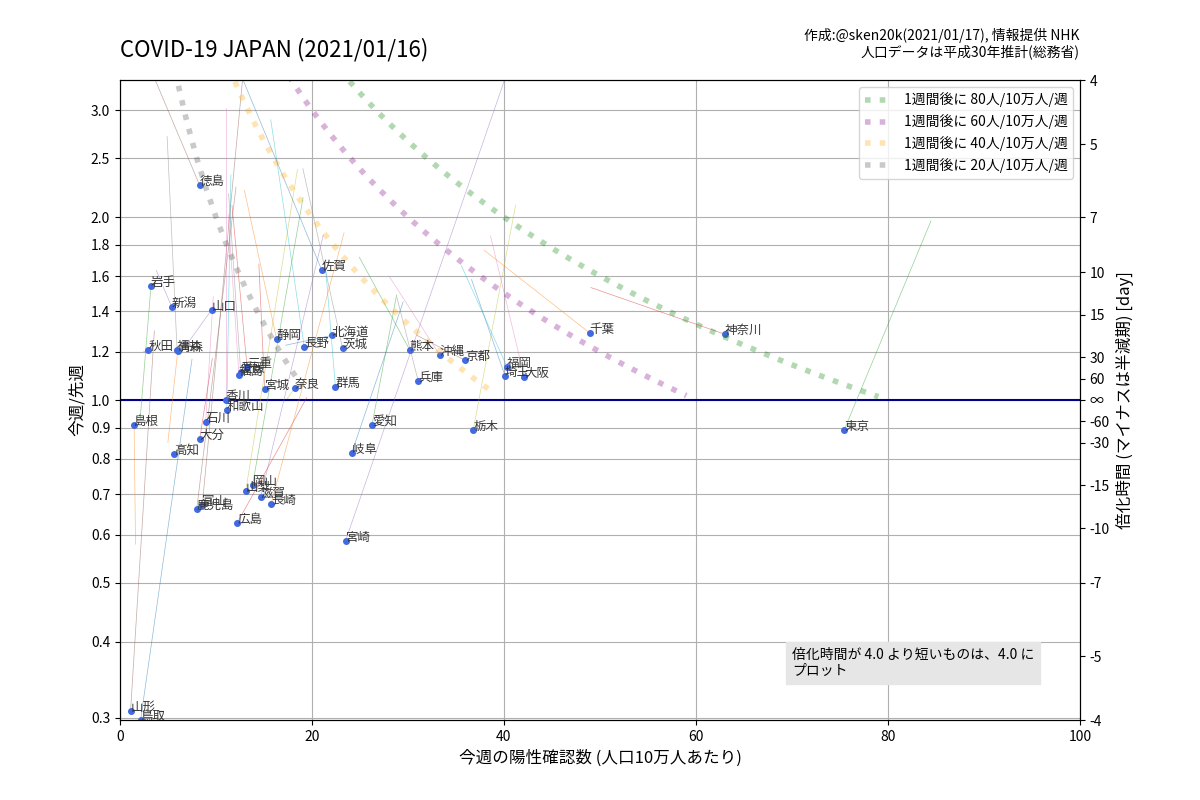 COVID-19 JAPAN (2021/01/16)
作成:@sken20k(2021/01/17), 情報提供 NHK
人口データは平成30年推計(総務省)
1週間後に 80人/10万人/週
1週間後に 60人/10万人/週
1週間後に 40人/10万人/週
1週間後に 20人/10万人/週
3.0
2.5
2.0
1.8
1.6
1.4
1.2
1.0
0.9
0.8
0.7
0.6
0.5
0.4
0.3
今週/先週
4
5
7
10
15
30
60
∞
-60
-30
-15
-10
-7
-5
-4
倍化時間 (マイナスは半減期) [day]
徳島
佐賀
岩手
新潟
山口
静岡
北海道
千葉
神奈川
秋田
青森
長野
茨城
熊本
沖縄
京都
三重
福岡
埼玉
大阪
宮城
奈良
群馬
兵庫
香川
和歌山
島根
石川
愛知
栃木
東京
大分
高知
岐阜
岡山
山梨
滋賀
富山
鹿児島
長崎
広島
宮崎
山形
鳥取
倍化時間が 4.0 より短いものは、4.0 に
プロット
0
20
40
60
80
100
今週の陽性確認数 (人口10万人あたり)